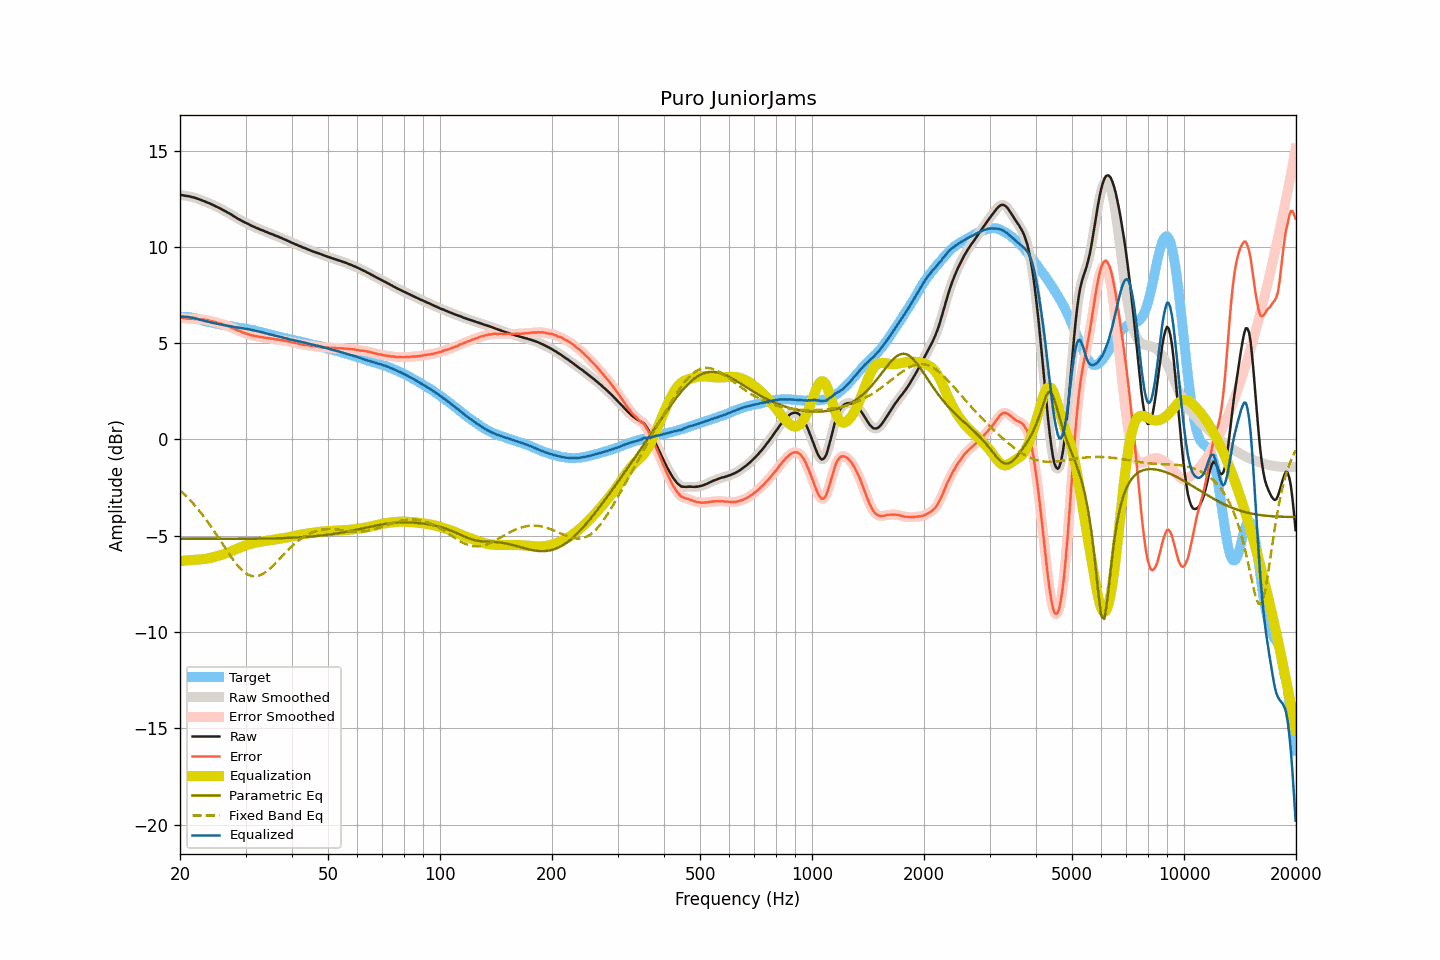 Puro JuniorJams
15
10
5
0
−5
−10
−15
−20
Amplitude (dBr)
Target
Raw Smoothed
Error Smoothed
Raw
Error
Equalization
Parametric Eq
Fixed Band Eq
Equalized
20 50 100 200 500 1000 2000 5000 10000 20000
Frequency (Hz)